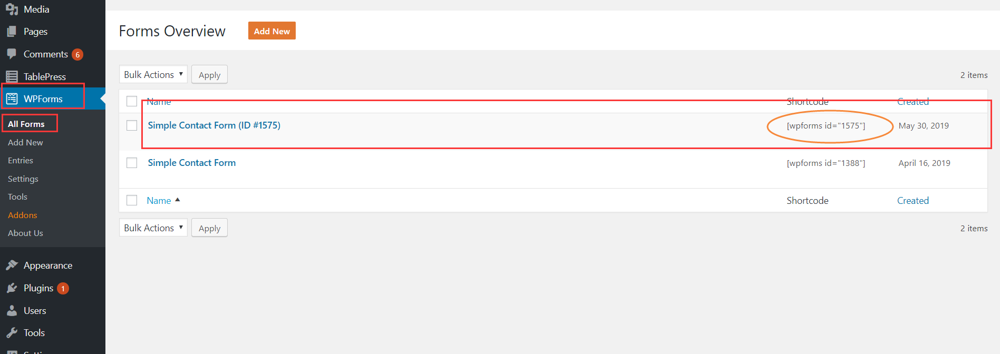 Media
Pages
Comments 6
TablePress
WPForms
All Forms
Add New
Entries
Settings
Tools
Addons
About Us
Appearance
Plugins 1
Users
Tools
Forms Overview Add New
Bulk Actions Apply 2 items
Name Shortcode Created
Simple Contact Form (ID #1575) [wpforms id="1575"] May 30, 2019
Simple Contact Form [wpforms id="1388"] April 16, 2019
Name Shortcode Created
Bulk Actions Apply 2 items